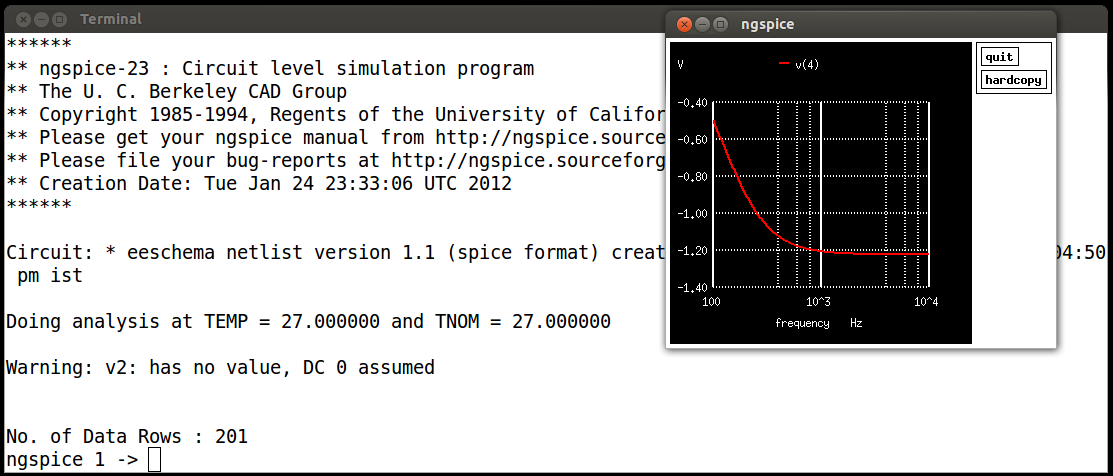 Terminal
******
** ngspice-23 : Circuit level simulation program
** The U. C. Berkeley CAD Group
** Copyright 1985-1994, Regents of the University of Califor
** Please get your ngspice manual from http://ngspice.source
** Please file your bug-reports at http://ngspice.sourceforg
** Creation Date: Tue Jan 24 23:33:06 UTC 2012
******
Circuit: * eeschema netlist version 1.1 (spice format) creat 04:50
pm ist
Doing analysis at TEMP = 27.000000 and TNOM = 27.000000
Warning: v2: has no value, DC 0 assumed
No. of Data Rows : 201
ngspice 1 ->
ngspice
quit
hardcopy
V
v(4)
-0.40
-0.60
-0.80
-1.00
-1.20
-1.40
100 10^3 10^4
frequency Hz